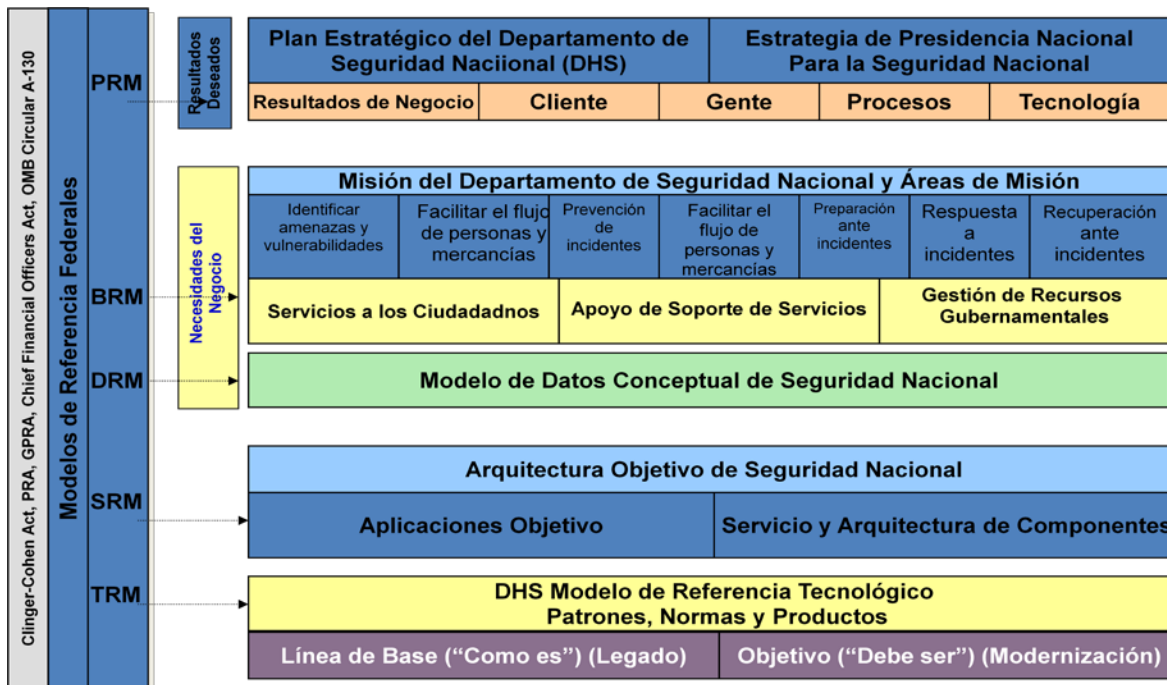 Clinger-Cohen Act, PRA, GPRA, Chief Financial Officers Act, OMB Circular A-130
Modelos de Referencia Federales
PRM
BRM
DRM
SRM
TRM
Resultados
Deseados
Plan Estratégico del Departamento de
Seguridad Naciional (DHS)
Estrategia de Presidencia Nacional
Para la Seguridad Nacional
Resultados de Negocio
Cliente
Gente
Procesos
Tecnología
Necesidades del
Negocio
Misión del Departamento de Seguridad Nacional y Áreas de Misión
Identificar
amenazas y
vulnerabilidades
Facilitar el flujo
de personas y
mercancías
Prevención
de
incidentes
Facilitar el
flujo de
personas y
mercancías
Preparación
ante
incidentes
Respuesta
a
incidentes
Recuperación
ante
incidentes
Servicios a los Ciudadadnos
Apoyo de Soporte de Servicios
Gestión de Recursos
Gubernamentales
Modelo de Datos Conceptual de Seguridad Nacional
Arquitectura Objetivo de Seguridad Nacional
Aplicaciones Objetivo
Servicio y Arquitectura de Componentes
DHS Modelo de Referencia Tecnológico
Patrones, Normas y Productos
Línea de Base (“Como es”) (Legado)
Objetivo (“Debe ser”) (Modernización)